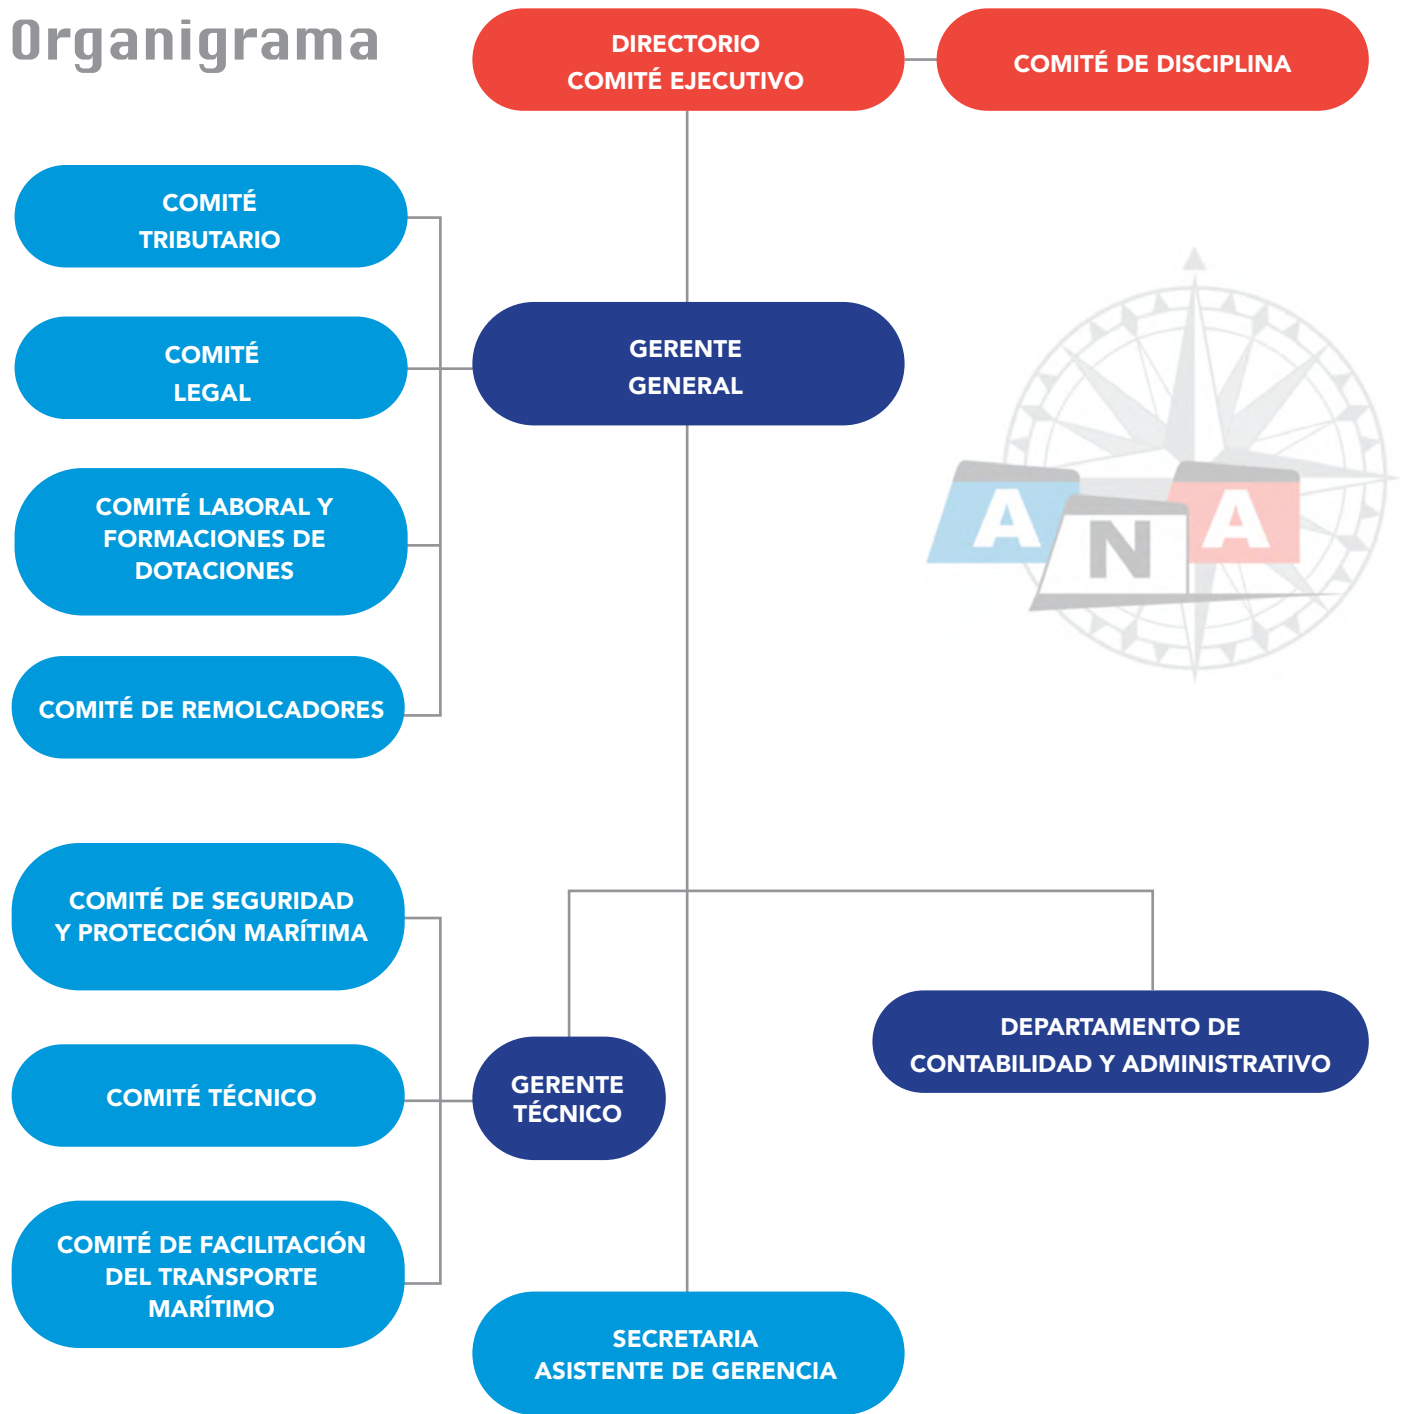 Organigrama
DIRECTORIO
COMITÉ EJECUTIVO
COMITÉ DE DISCIPLINA
COMITÉ
TRIBUTARIO
COMITÉ
LEGAL
GERENTE
GENERAL
COMITÉ LABORAL Y
FORMACIONES DE
DOTACIONES
COMITÉ DE REMOLCADORES
A N A
COMITÉ DE SEGURIDAD
Y PROTECCIÓN MARÍTIMA
COMITÉ TÉCNICO
COMITÉ DE FACILITACIÓN
DEL TRANSPORTE
MARÍTIMO
GERENTE
TÉCNICO
DEPARTAMENTO DE
CONTABILIDAD Y ADMINISTRATIVO
SECRETARIA
ASISTENTE DE GERENCIA